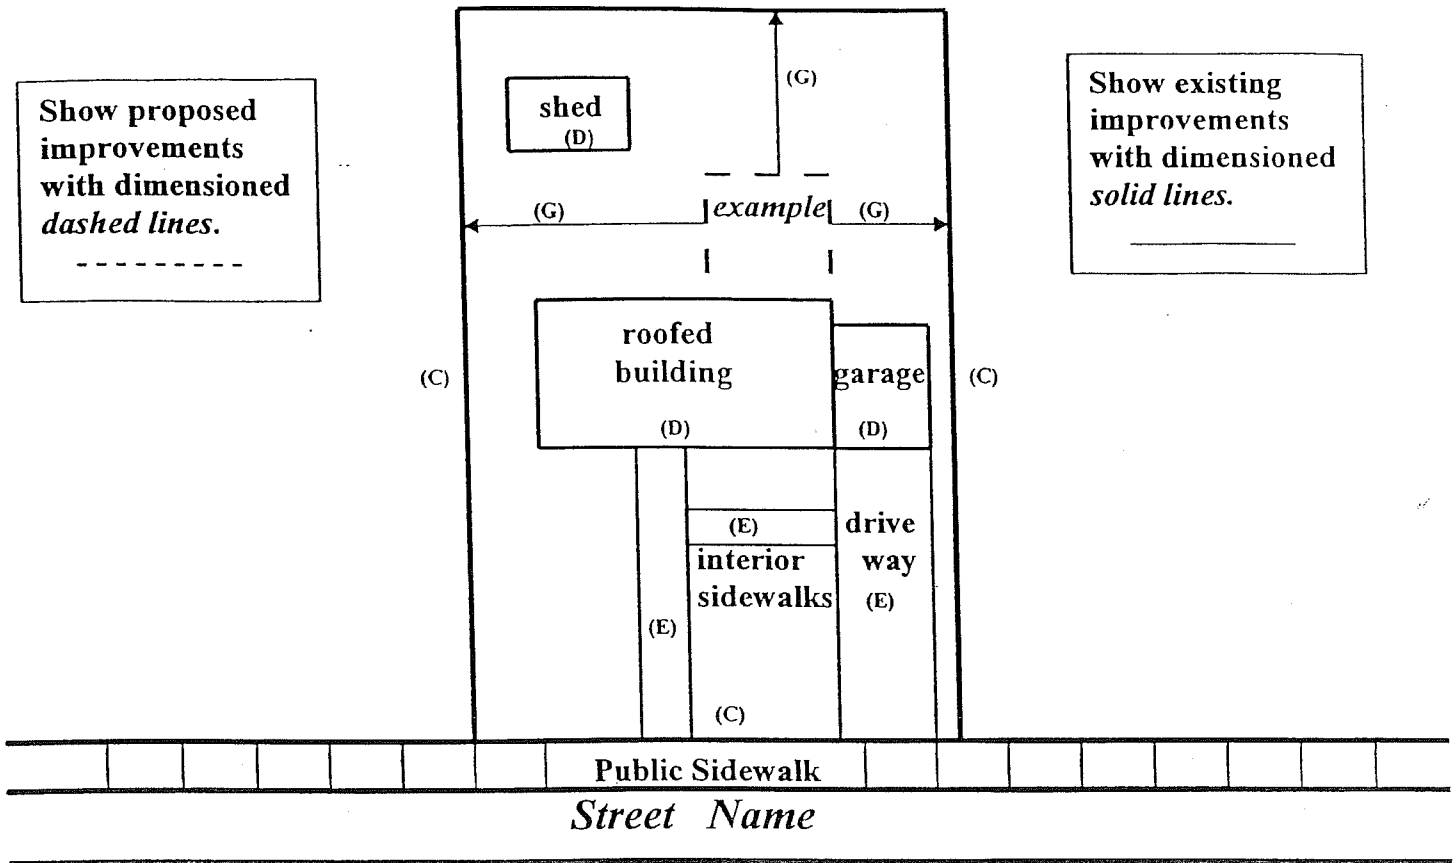 Show proposed
improvements
with dimensioned
dashed lines.
shed
(D)
(G)
Show existing
improvements
with dimensioned
solid lines.
(G)
example
(G)
roofed
building
(D)
garage
(D)
(C)
(C)
(E)
interior
sidewalks
drive
way
(E)
(E)
(C)
Public Sidewalk
Street Name